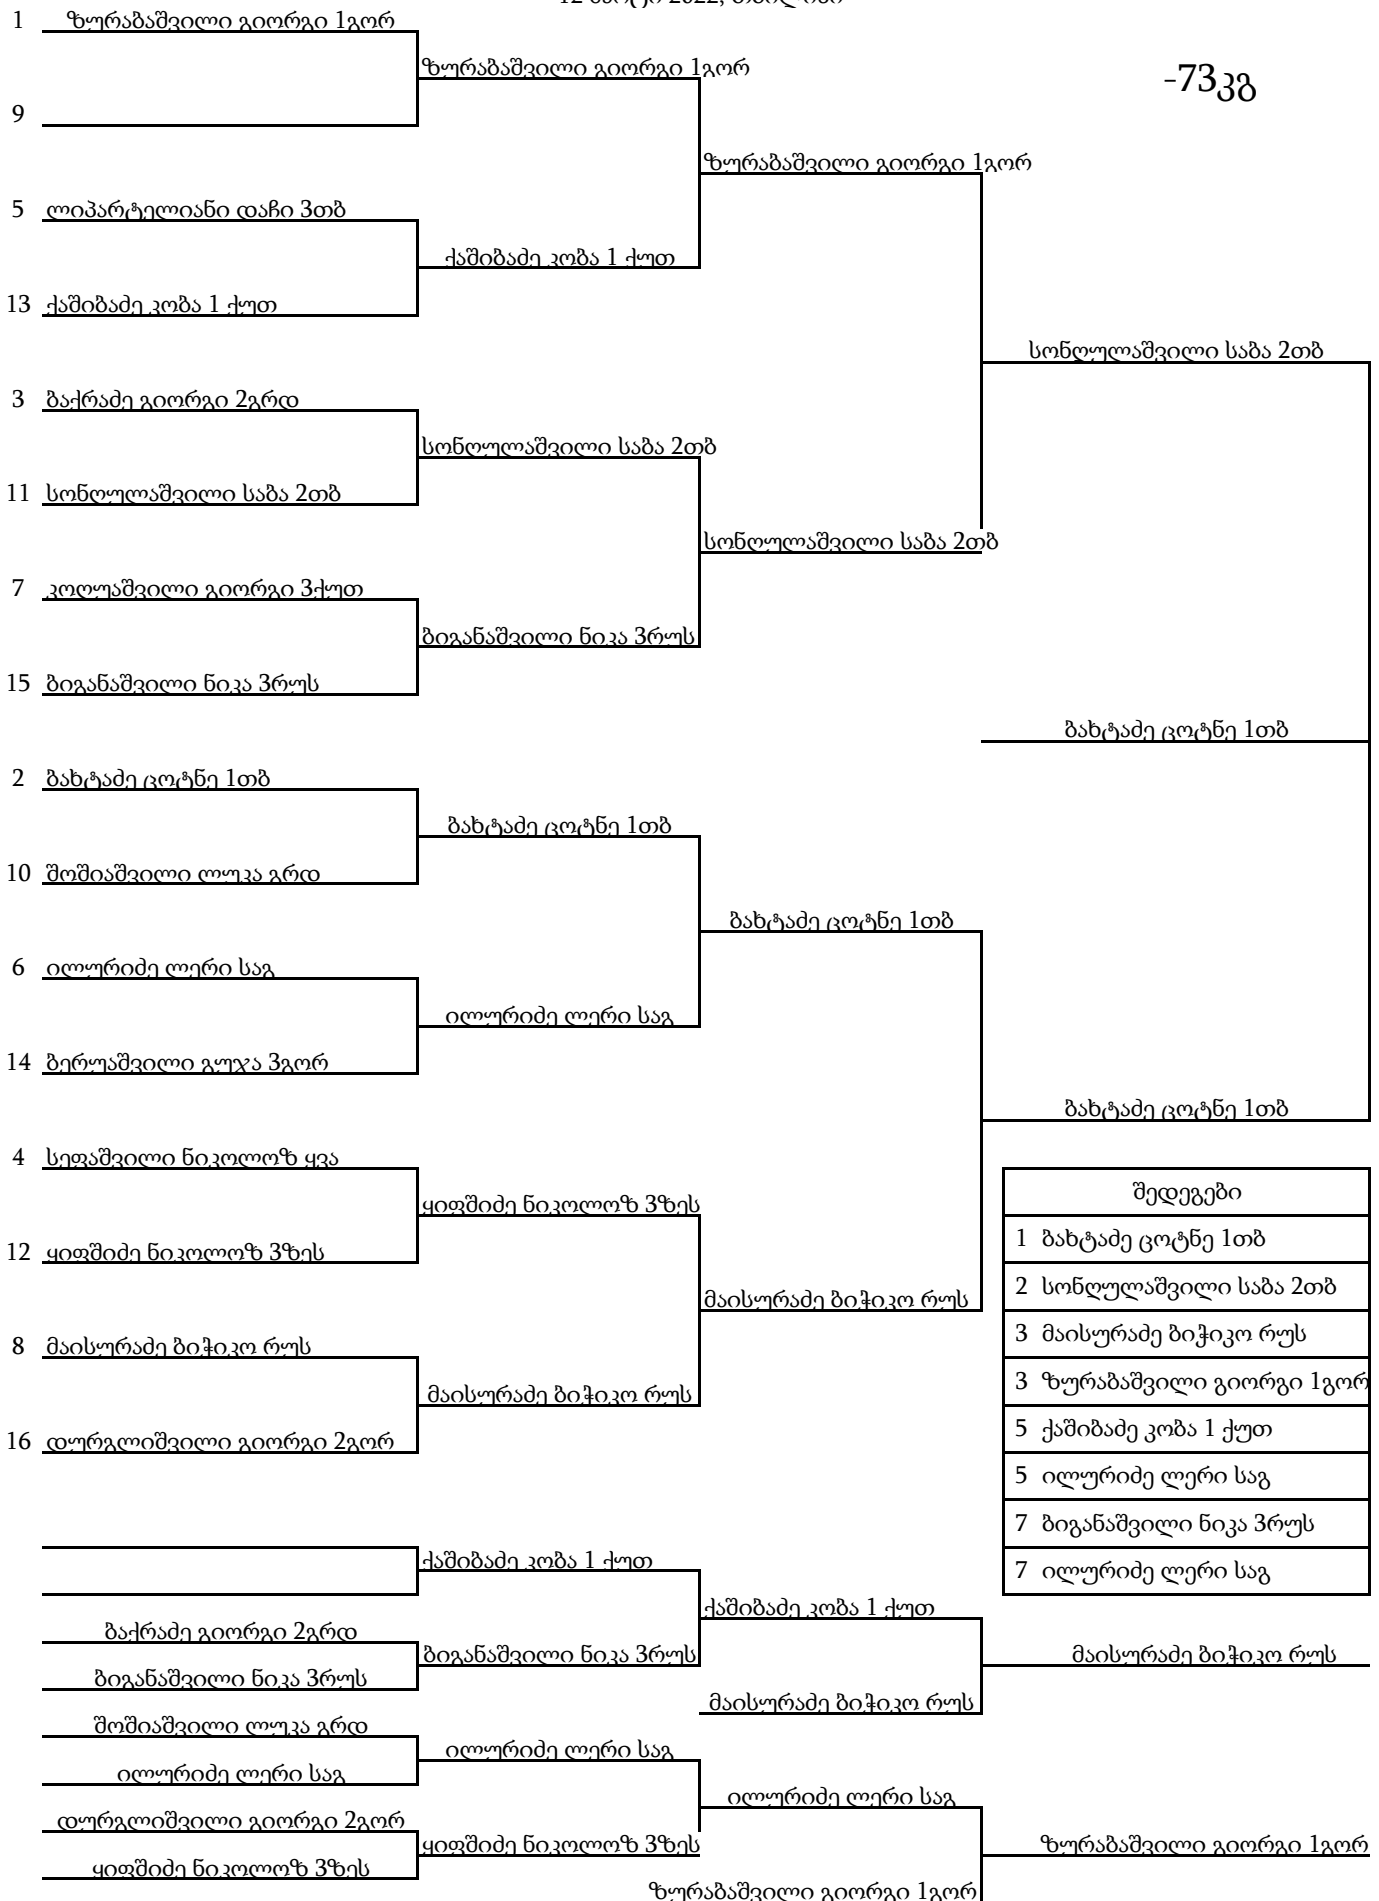 1 ზურაბაშვილი გიორგი 1გორ
ზურაბაშვილი გიორგი 1გორ
-73კგ
9
ზურაბაშვილი გიორგი 1გორ
5 ლიპარტელიანი დაჩი 3თბ
ქაშიბაძე კობა 1 ქუთ
13 ქაშიბაძე კობა 1 ქუთ
სონღულაშვილი საბა 2თბ
3 ბაქრაძე გიორგი 2გრდ
სონღულაშვილი საბა 2თბ
11 სონღულაშვილი საბა 2თბ
სონღულაშვილი საბა 2თბ
7 კოღუაშვილი გიორგი 3ქუთ
ბიგანაშვილი ნიკა 3რუს
15 ბიგანაშვილი ნიკა 3რუს
ბახტაძე ცოტნე 1თბ
2 ბახტაძე ცოტნე 1თბ
ბახტაძე ცოტნე 1თბ
10 შოშიაშვილი ლუკა გრდ
ბახტაძე ცოტნე 1თბ
6 ილურიძე ლერი საგ
ილურიძე ლერი საგ
14 ბერუაშვილი გუჯა 3გორ
ბახტაძე ცოტნე 1თბ
4 სეფაშვილი ნიკოლოზ ყვა
შედეგები
ყიფშიძე ნიკოლოზ 3ზეს
1 ბახტაძე ცოტნე 1თბ
12 ყიფშიძე ნიკოლოზ 3ზეს
2 სონღულაშვილი საბა 2თბ
მაისურაძე ბიჭიკო რუს
3 მაისურაძე ბიჭიკო რუს
8 მაისურაძე ბიჭიკო რუს
3 ზურაბაშვილი გიორგი 1გორ
მაისურაძე ბიჭიკო რუს
5 ქაშიბაძე კობა 1 ქუთ
16 დურგლიშვილი გიორგი 2გორ
5 ილურიძე ლერი საგ
7 ბიგანაშვილი ნიკა 3რუს
ქაშიბაძე კობა 1 ქუთ
7 ილურიძე ლერი საგ
ქაშიბაძე კობა 1 ქუთ
ბაქრაძე გიორგი 2გრდ
ბიგანაშვილი ნიკა 3რუს
მაისურაძე ბიჭიკო რუს
ბიგანაშვილი ნიკა 3რუს
მაისურაძე ბიჭიკო რუს
შოშიაშვილი ლუკა გრდ
ილურიძე ლერი საგ
ილურიძე ლერი საგ
ილურიძე ლერი საგ
დურგლიშვილი გიორგი 2გორ
ყიფშიძე ნიკოლოზ 3ზეს
ზურაბაშვილი გიორგი 1გორ
ყიფშიძე ნიკოლოზ 3ზეს
ზურაბაშვილი გიორგი 1გორ